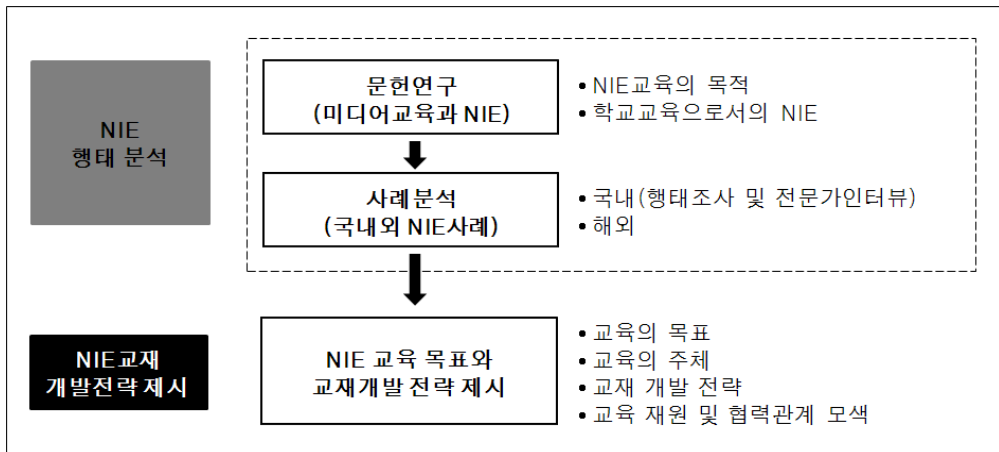 NIE
행태 분석
문헌연구
(미디어교육과 NIE)
• NIE교육의 목적
• 학교교육으로서의 NIE
사례분석
(국내외 NIE사례)
• 국내(행태조사 및 전문가인터뷰)
• 해외
NIE교재
개발전략 제시
NIE 교육 목표와
교재개발 전략 제시
• 교육의 목표
• 교육의 주체
• 교재 개발 전략
• 교육 재원 및 협력관계 모색